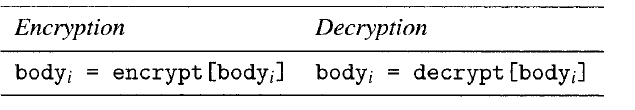 Encryption Decryption
bodyᵢ = encrypt[bodyᵢ] bodyᵢ = decrypt[bodyᵢ]